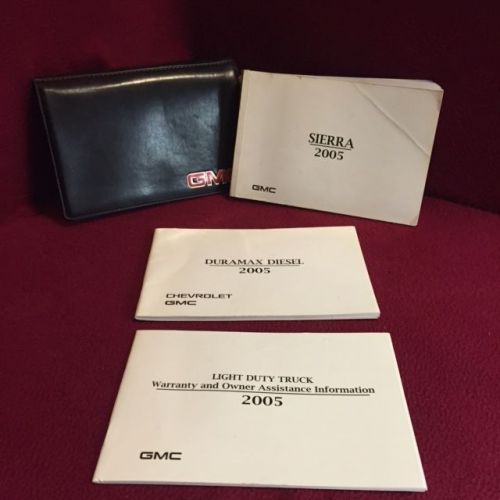 GMC
SIERRA
2005
GMC
DURAMAX DIESEL
2005
CHEVROLET
GMC
LIGHT DUTY TRUCK
Warranty and Owner Assistance Information
2005
GMC